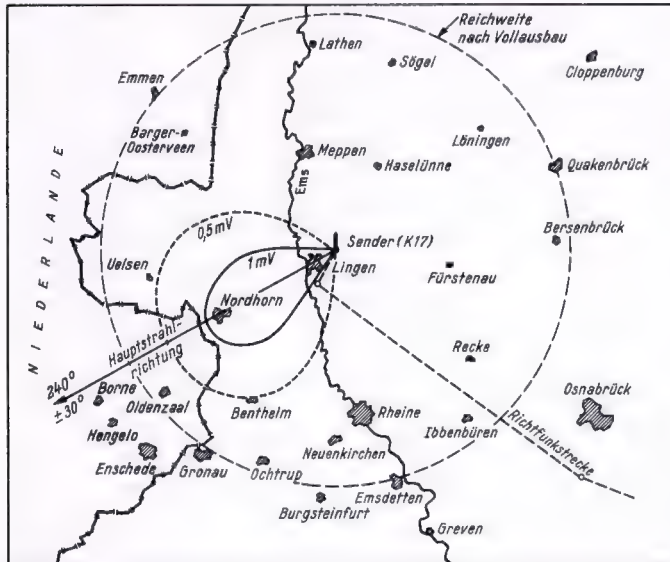 Reichweite
nach Vollausbau
Lathen
Sögel
Cloppenburg
Emmen
Barger-
Oosterveen
Löningen
Meppen
Haselünne
Quakenbrück
Ems
NIEDERLANDE
0,5mV
Sender (K17)
Bersenbrück
1mV
Lingen
Uelsen
Fürstenau
Nordhorn
Hauptstrahl-
richtung
240°
±30°
Recke
Borne
Oldenzaal
Hengelo
Bentheim
Rheine
Osnabrück
Ibbenbüren
Richtfunkstrecke
Enschede
Gronau
Ochtrup
Neuenkirchen
Emsdetten
Burgsteinfurt
Greven